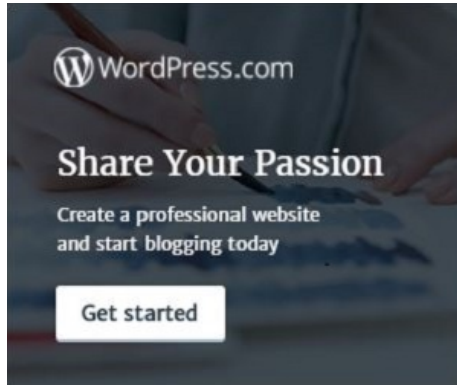 WordPress.com
Share Your Passion
Create a professional website
and start blogging today
Get started